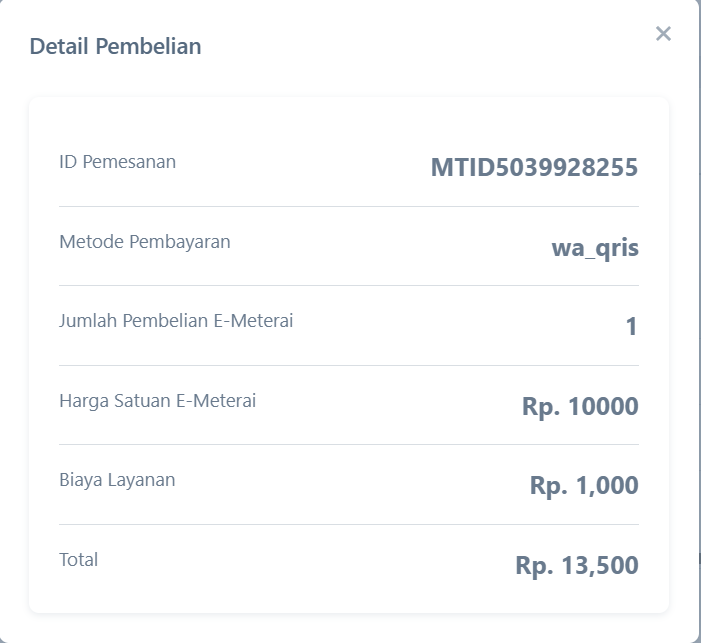 Detail Pembelian
ID Pemesanan MTID5039928255
Metode Pembayaran wa_qris
Jumlah Pembelian E-Meterai 1
Harga Satuan E-Meterai Rp. 10000
Biaya Layanan Rp. 1,000
Total Rp. 13,500